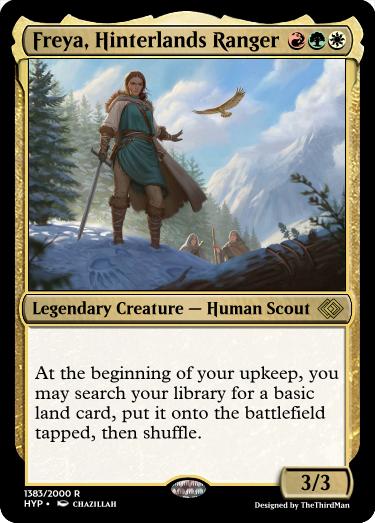 Freya, Hinterlands Ranger
Legendary Creature — Human Scout
At the beginning of your upkeep, you
may search your library for a basic
land card, put it onto the battlefield
tapped, then shuffle.
3/3
1383/2000 R
HYP • CHAZILLAH
Designed by TheThirdMan